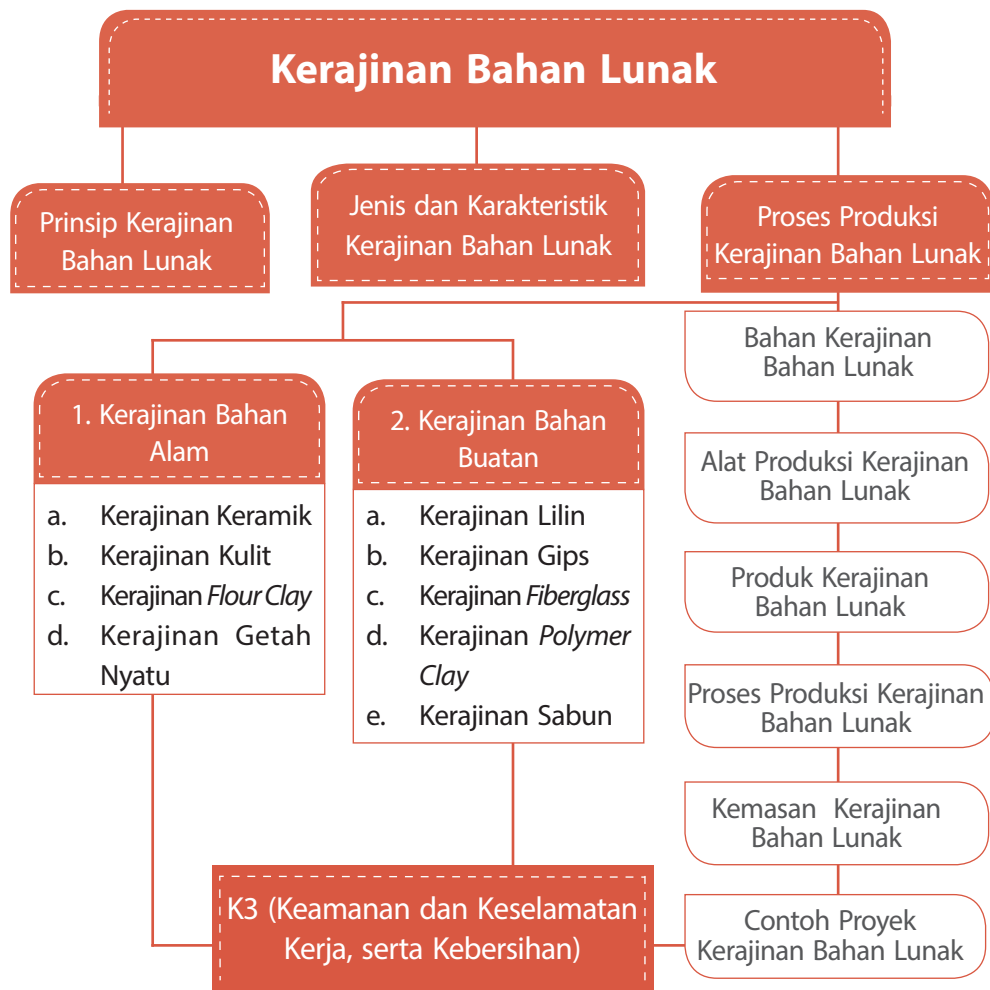 Kerajinan Bahan Lunak
Prinsip Kerajinan
Bahan Lunak
Jenis dan Karakteristik
Kerajinan Bahan Lunak
Proses Produksi
Kerajinan Bahan Lunak
1. Kerajinan Bahan
Alam
a. Kerajinan Keramik
b. Kerajinan Kulit
c. Kerajinan Flour Clay
d. Kerajinan Getah
Nyatu
2. Kerajinan Bahan
Buatan
a. Kerajinan Lilin
b. Kerajinan Gips
c. Kerajinan Fiberglass
d. Kerajinan Polymer
Clay
e. Kerajinan Sabun
Bahan Kerajinan
Bahan Lunak
Alat Produksi Kerajinan
Bahan Lunak
Produk Kerajinan
Bahan Lunak
Proses Produksi Kerajinan
Bahan Lunak
Kemasan Kerajinan
Bahan Lunak
Contoh Proyek
Kerajinan Bahan Lunak
K3 (Keamanan dan Keselamatan
Kerja, serta Kebersihan)